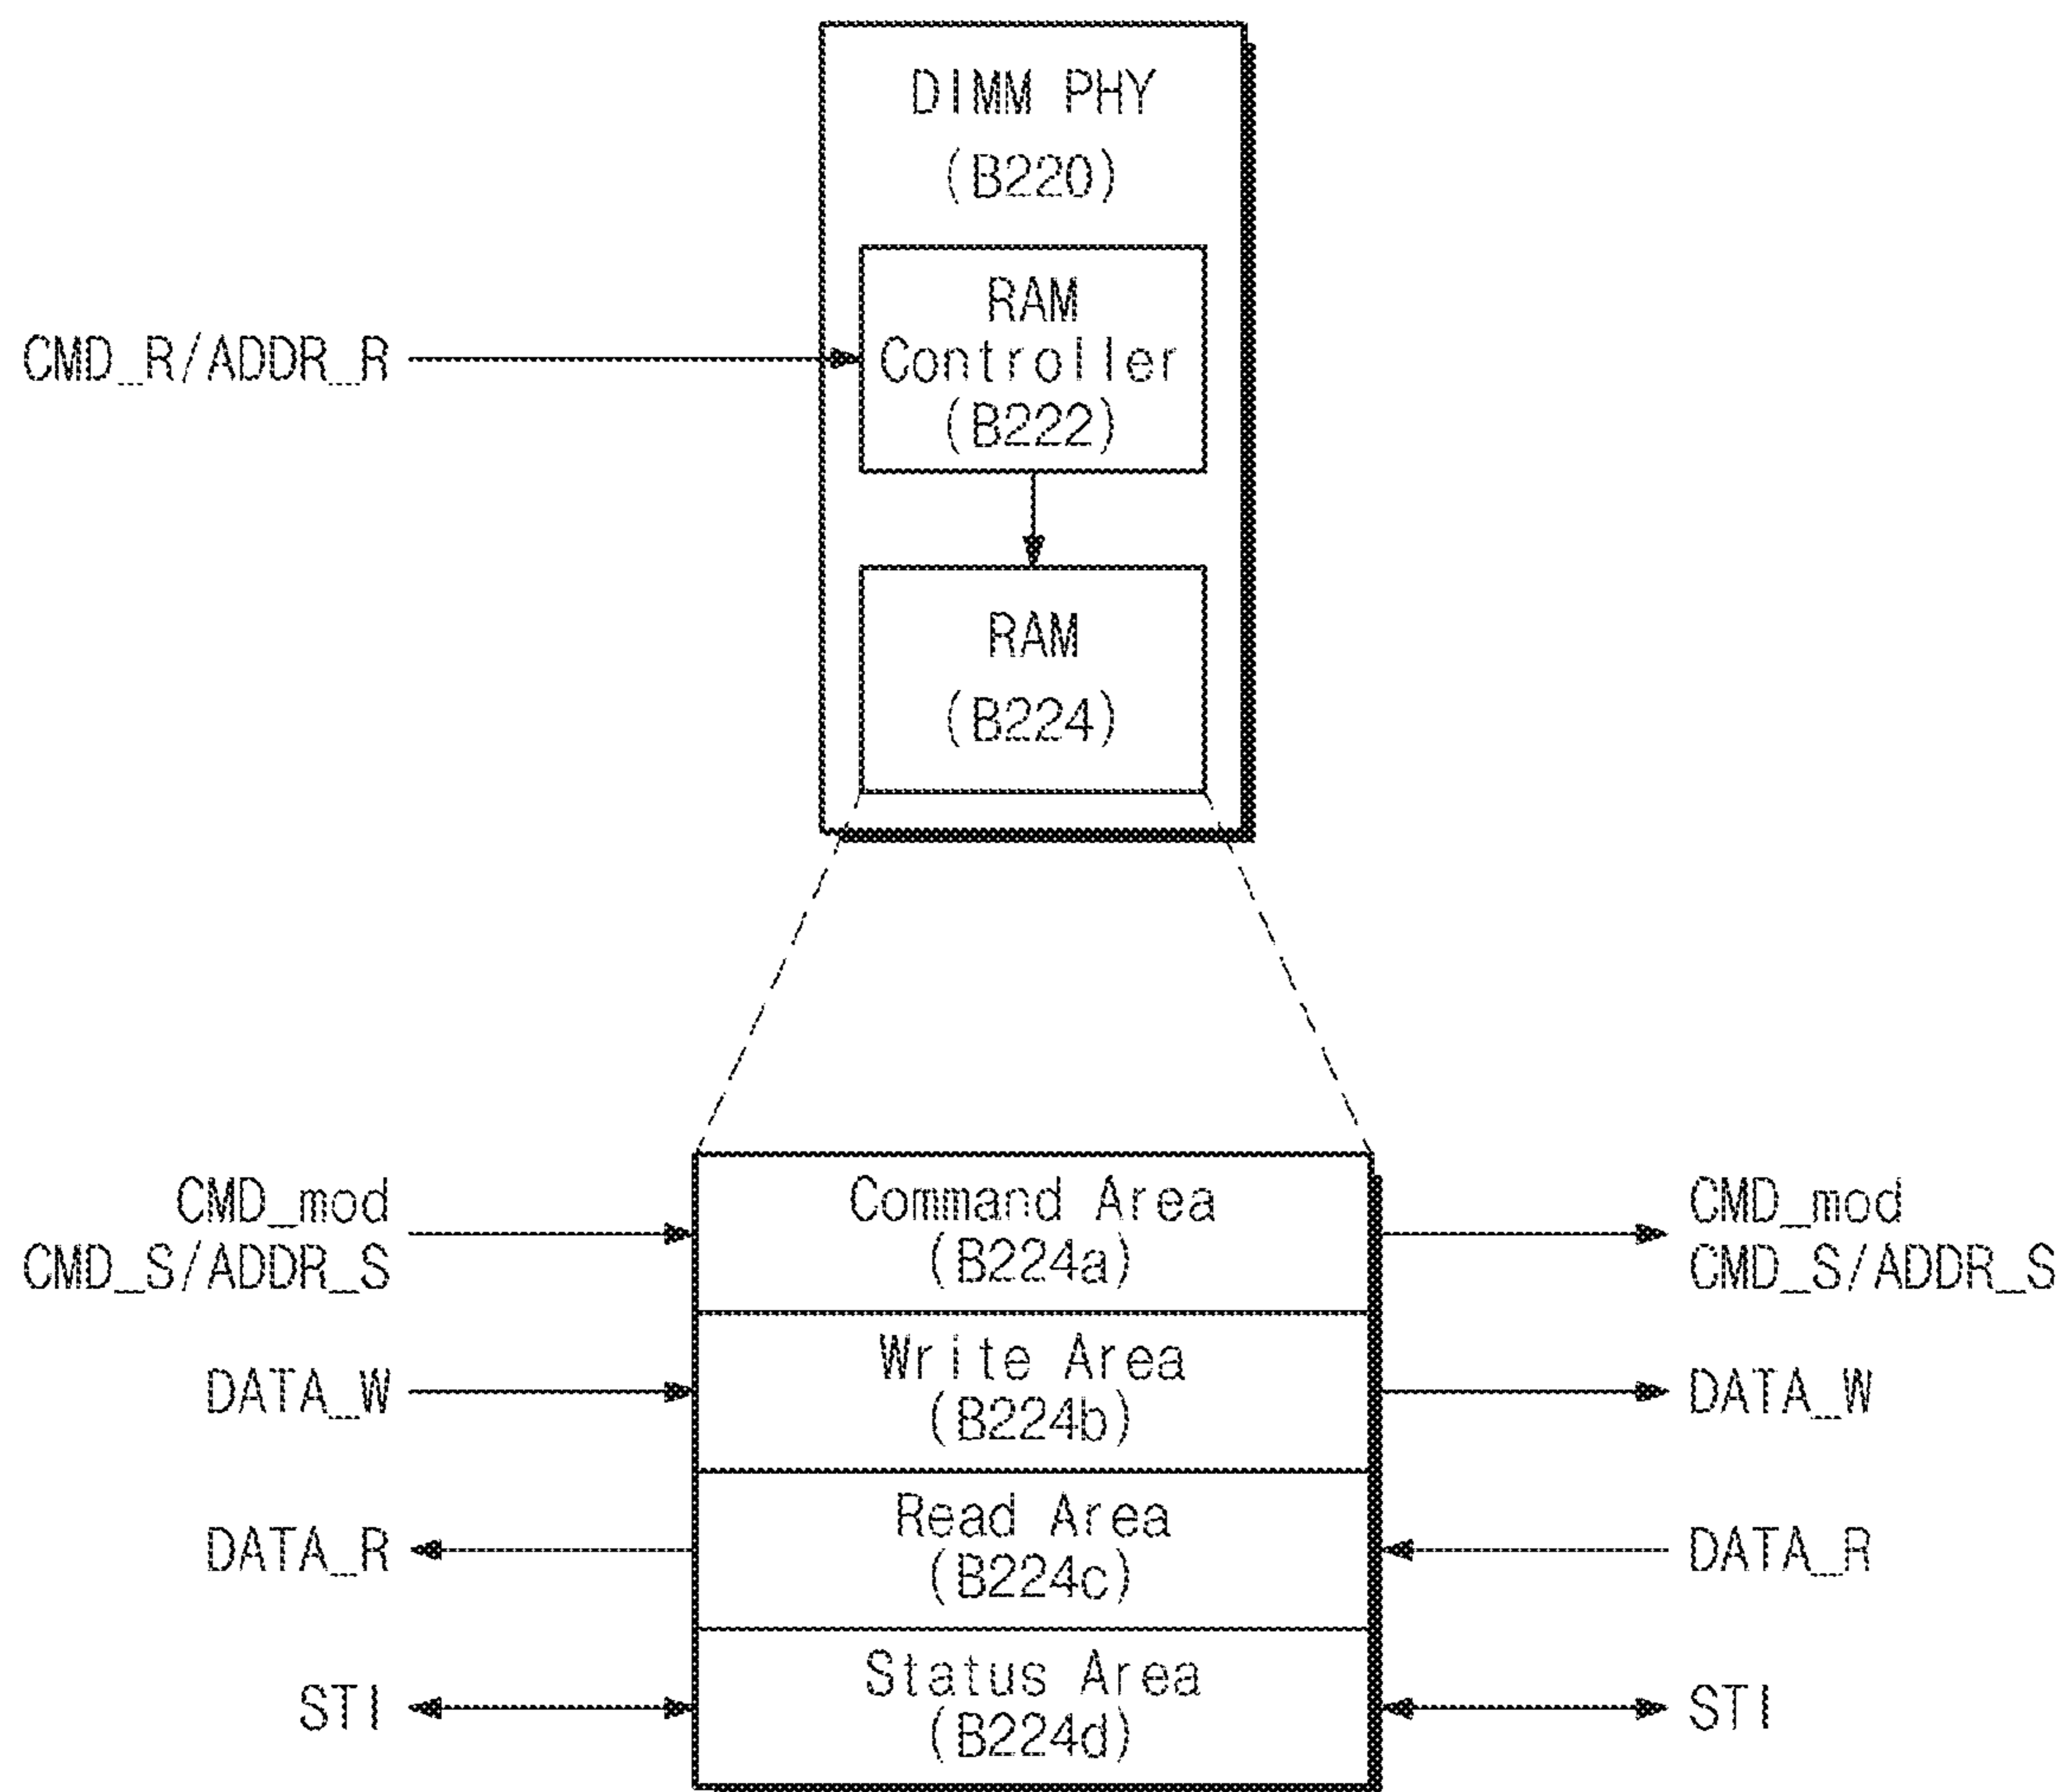 DIMM PHY
(B220)
RAM
Controller
(B222)
CMD_R/ADDR_R
RAM
(B224)
CMD_mod
CMD_S/ADDR_S
Command Area
(B224a)
CMD_mod
CMD_S/ADDR_S
DATA_W
Write Area
(B224b)
DATA_W
DATA_R
Read Area
(B224c)
DATA_R
STI
Status Area
(B224d)
STI